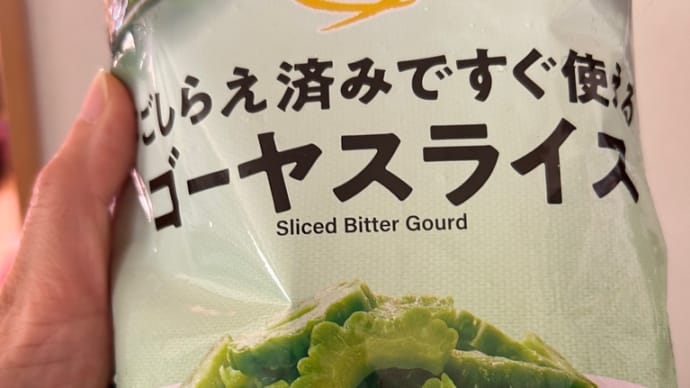 ごしらえ済みですぐ使える
ゴーヤスライス
Sliced Bitter Gourd